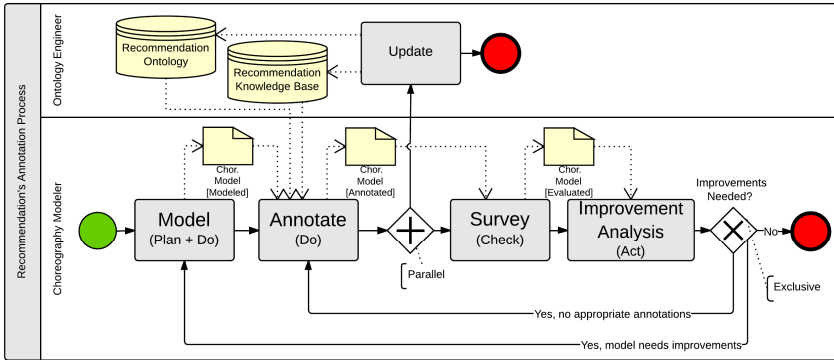 Recommendation's Annotation Process
Ontology Engineer
Recommendation
Ontology
Recommendation
Knowledge Base
Update
Choreography Modeler
Chor.
Model
[Modeled]
Chor.
Model
[Annotated]
Chor.
Model
[Evaluated]
Improvements
Needed?
Model
(Plan + Do)
Annotate
(Do)
Survey
(Check)
Improvement
Analysis
(Act)
No
Parallel
Exclusive
Yes, no appropriate annotations
Yes, model needs improvements